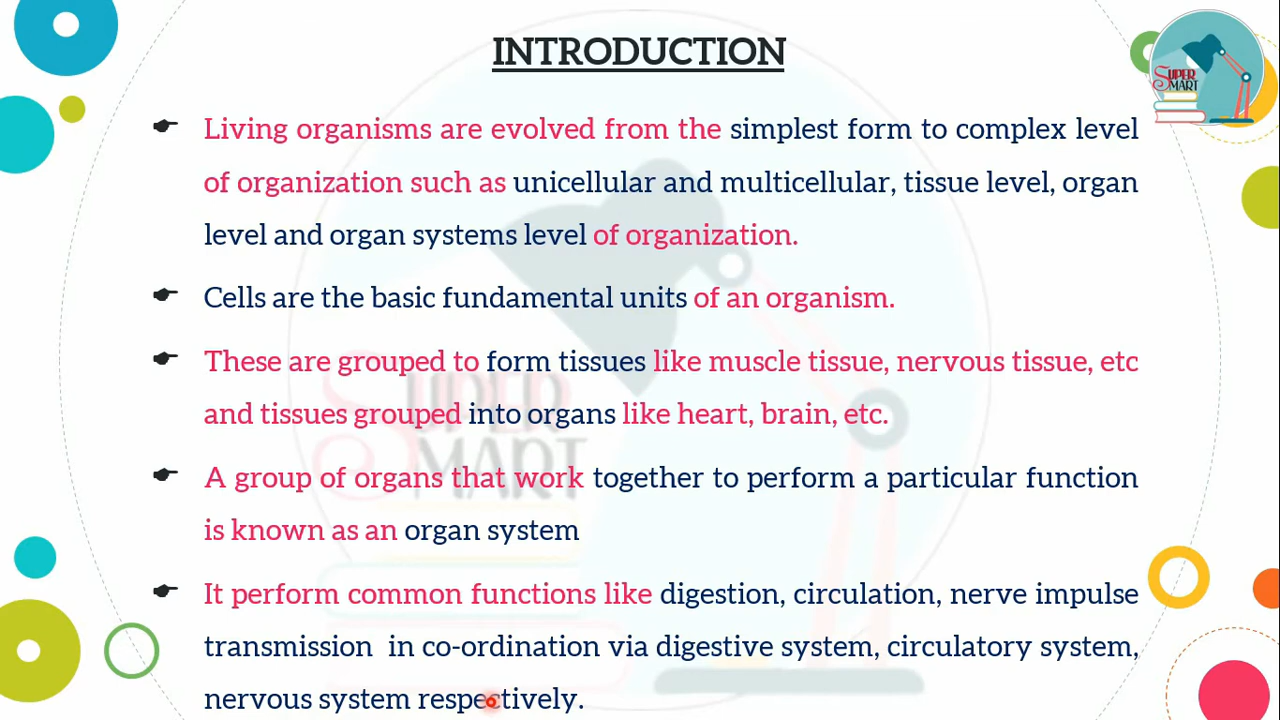 INTRODUCTION
Living organisms are evolved from the simplest form to complex level
of organization such as unicellular and multicellular, tissue level, organ
level and organ systems level of organization.
Cells are the basic fundamental units of an organism.
These are grouped to form tissues like muscle tissue, nervous tissue, etc
and tissues grouped into organs like heart, brain, etc.
A group of organs that work together to perform a particular function
is known as an organ system
It perform common functions like digestion, circulation, nerve impulse
transmission in co-ordination via digestive system, circulatory system,
nervous system respectively.
SUPER
SMART